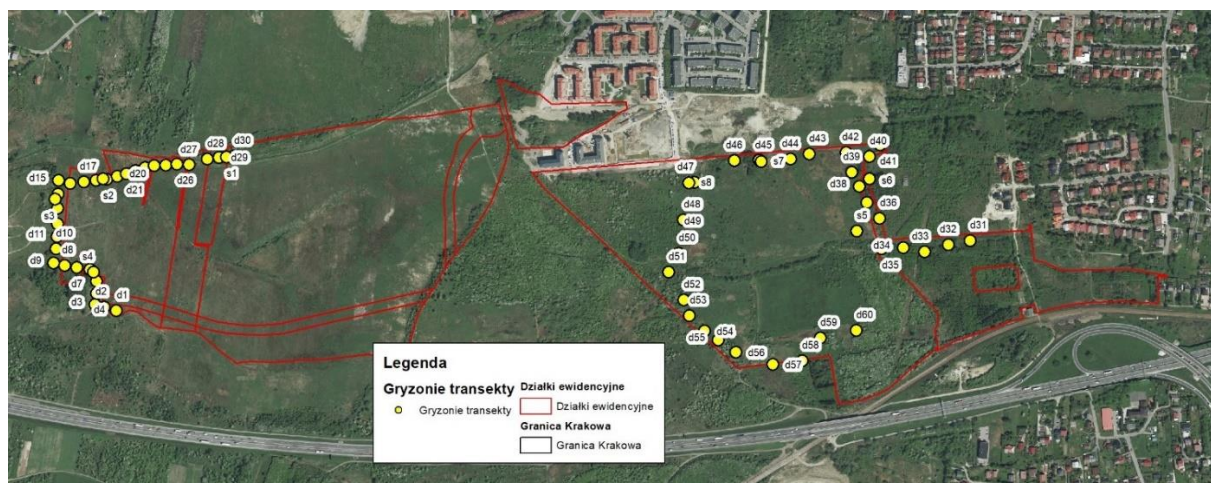 d46
d45
d44
d43
d42
d40
s7
d39
d41
d30
d28
d27
d29
d17
d20
d15
s2
d21
d26
s1
d47
s8
d38
s6
d48
s3
d49
s5
d36
d10
d11
d50
d31
d8
d34
d33
d32
d9
s4
d51
d35
d7
d2
d52
d3
d4
d1
d53
d59
d60
d55
d54
d58
d56
d57
Legenda
Gryzonie transekty
Gryzonie transekty
Działki ewidencyjne
Działki ewidencyjne
Granica Krakowa
Granica Krakowa